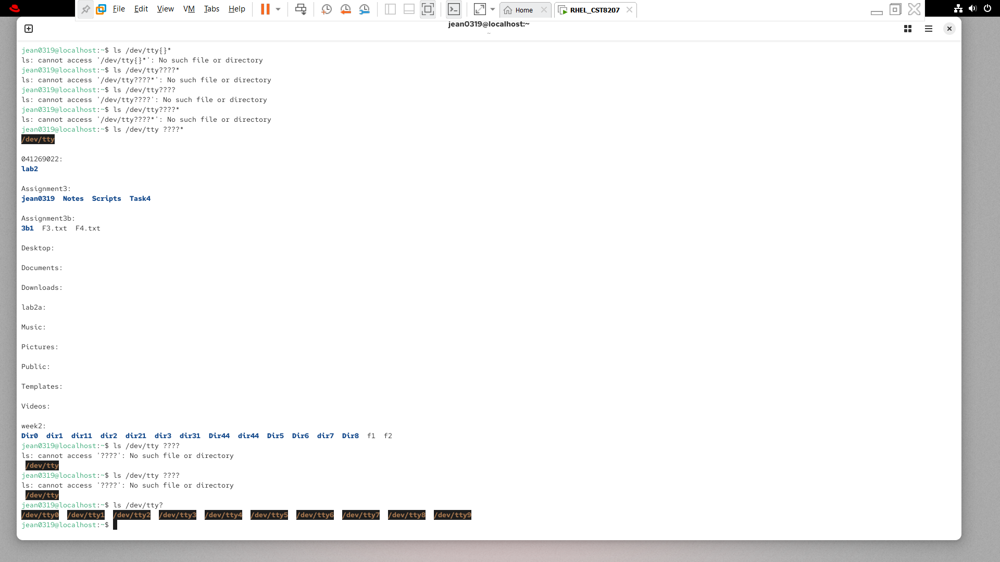 File Edit View VM Tabs Help Home RHEL_CST8207
jean0319@localhost:~
~
jean0319@localhost:~$ ls /dev/tty{}*
ls: cannot access '/dev/tty{}*': No such file or directory
jean0319@localhost:~$ ls /dev/tty????*
ls: cannot access '/dev/tty????*': No such file or directory
jean0319@localhost:~$ ls /dev/tty????
ls: cannot access '/dev/tty????': No such file or directory
jean0319@localhost:~$ ls /dev/tty????*
ls: cannot access '/dev/tty????*': No such file or directory
jean0319@localhost:~$ ls /dev/tty ????*
/dev/tty
041269022:
lab2
Assignment3:
jean0319 Notes Scripts Task4
Assignment3b:
3b1 F3.txt F4.txt
Desktop:
Documents:
Downloads:
lab2a:
Music:
Pictures:
Public:
Templates:
Videos:
week2:
Dir0 dir1 dir11 dir2 dir21 dir3 dir31 Dir44 dir44 Dir5 Dir6 dir7 Dir8 f1 f2
jean0319@localhost:~$ ls /dev/tty ????
ls: cannot access '????': No such file or directory
/dev/tty
jean0319@localhost:~$ ls /dev/tty ????
ls: cannot access '????': No such file or directory
/dev/tty
jean0319@localhost:~$ ls /dev/tty?
/dev/tty0 /dev/tty1 /dev/tty2 /dev/tty3 /dev/tty4 /dev/tty5 /dev/tty6 /dev/tty7 /dev/tty8 /dev/tty9
jean0319@localhost:~$